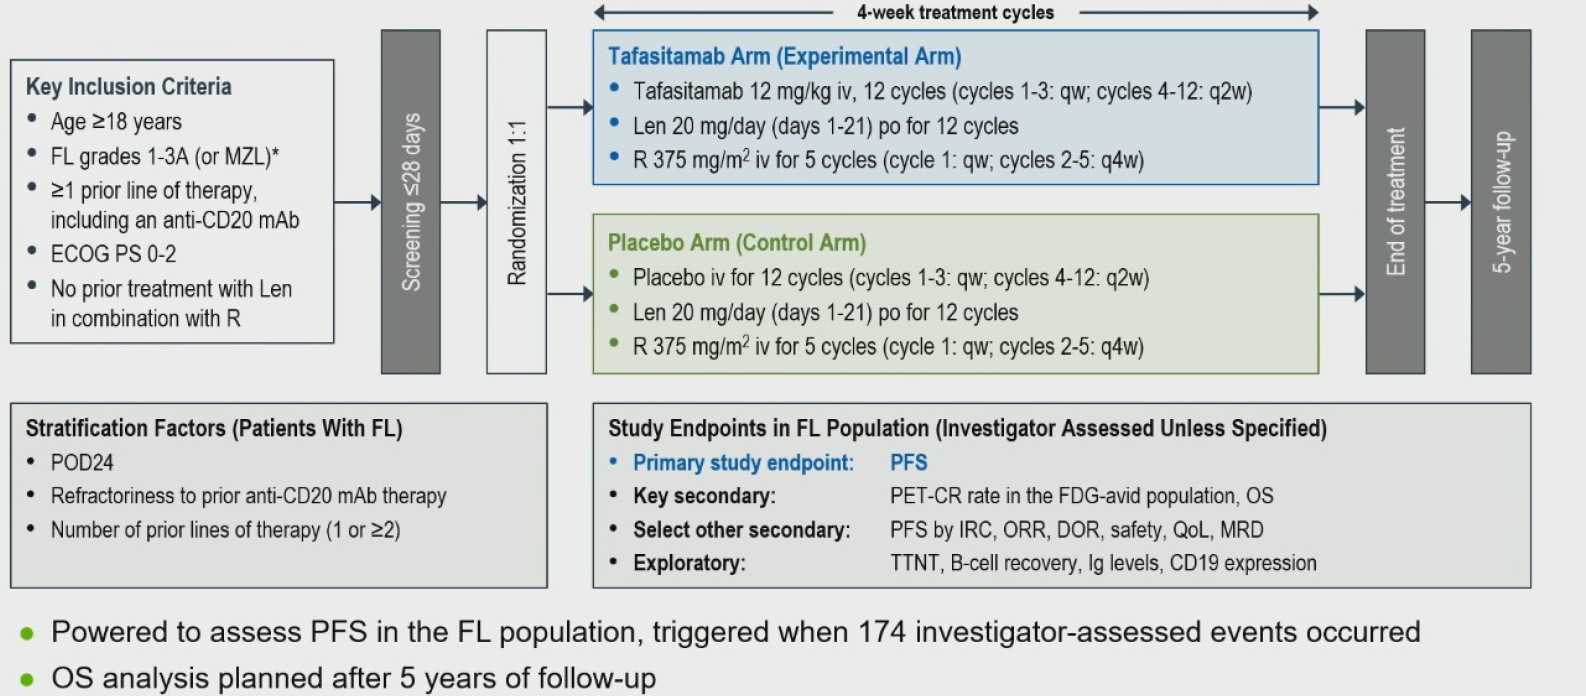 4-week treatment cycles
Key Inclusion Criteria
• Age ≥18 years
• FL grades 1-3A (or MZL)*
• ≥1 prior line of therapy,
including an anti-CD20 mAb
• ECOG PS 0-2
• No prior treatment with Len
in combination with R
Screening ≤28 days
Randomization 1:1
Tafasitamab Arm (Experimental Arm)
• Tafasitamab 12 mg/kg iv, 12 cycles (cycles 1-3: qw; cycles 4-12: q2w)
• Len 20 mg/day (days 1-21) po for 12 cycles
• R 375 mg/m² iv for 5 cycles (cycle 1: qw; cycles 2-5: q4w)
Placebo Arm (Control Arm)
• Placebo iv for 12 cycles (cycles 1-3: qw; cycles 4-12: q2w)
• Len 20 mg/day (days 1-21) po for 12 cycles
• R 375 mg/m² iv for 5 cycles (cycle 1: qw; cycles 2-5: q4w)
End of treatment
5-year follow-up
Stratification Factors (Patients With FL)
• POD24
• Refractoriness to prior anti-CD20 mAb therapy
• Number of prior lines of therapy (1 or ≥2)
Study Endpoints in FL Population (Investigator Assessed Unless Specified)
• Primary study endpoint: PFS
• Key secondary: PET-CR rate in the FDG-avid population, OS
• Select other secondary: PFS by IRC, ORR, DOR, safety, QoL, MRD
• Exploratory: TTNT, B-cell recovery, Ig levels, CD19 expression
• Powered to assess PFS in the FL population, triggered when 174 investigator-assessed events occurred
• OS analysis planned after 5 years of follow-up